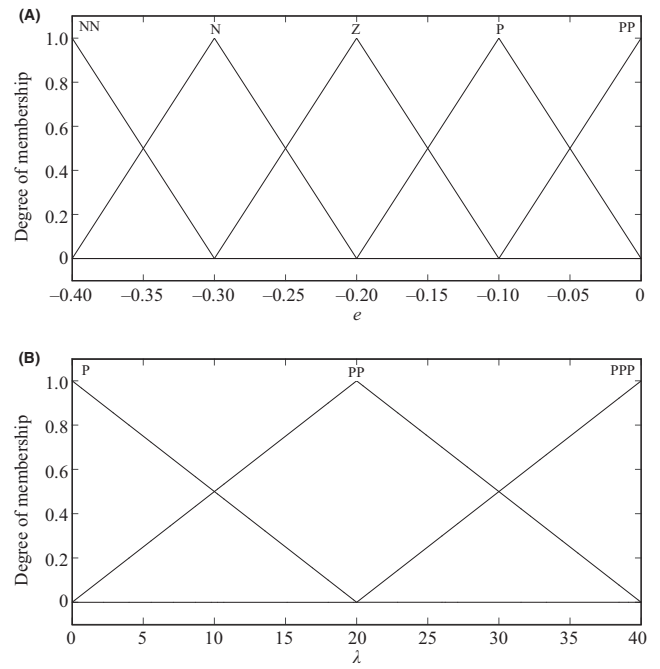 (A)
NN N Z P PP
1.0
0.8
0.6
0.4
0.2
0
Degree of membership
−0.40 −0.35 −0.30 −0.25 −0.20 −0.15 −0.10 −0.05 0
e
(B)
P PP PPP
1.0
0.8
0.6
0.4
0.2
0
Degree of membership
0 5 10 15 20 25 30 35 40
λ